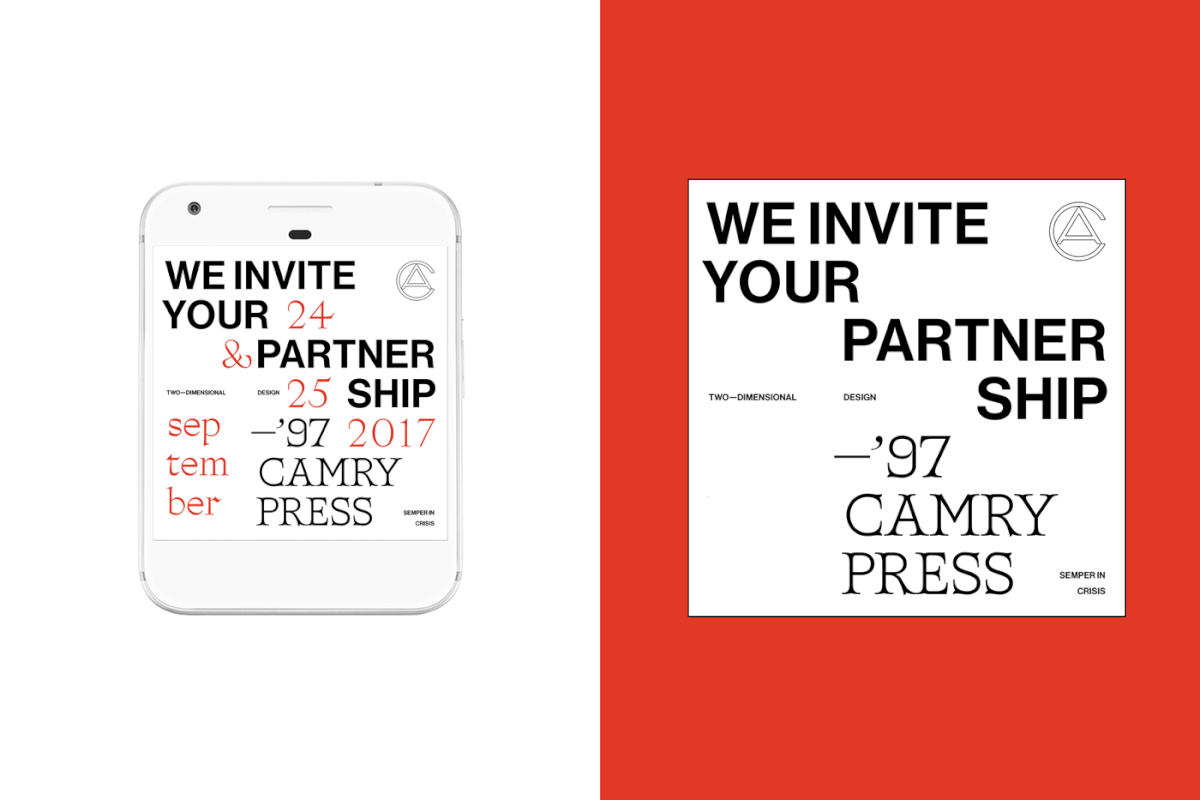 WE INVITE
YOUR 24
& PARTNER
TWO—DIMENSIONAL DESIGN 25 SHIP
sep —’97 2017
tem CAMRY
ber PRESS
SEMPER IN
CRISIS
WE INVITE
YOUR
PARTNER
TWO—DIMENSIONAL DESIGN SHIP
—’97
CAMRY
PRESS
SEMPER IN
CRISIS